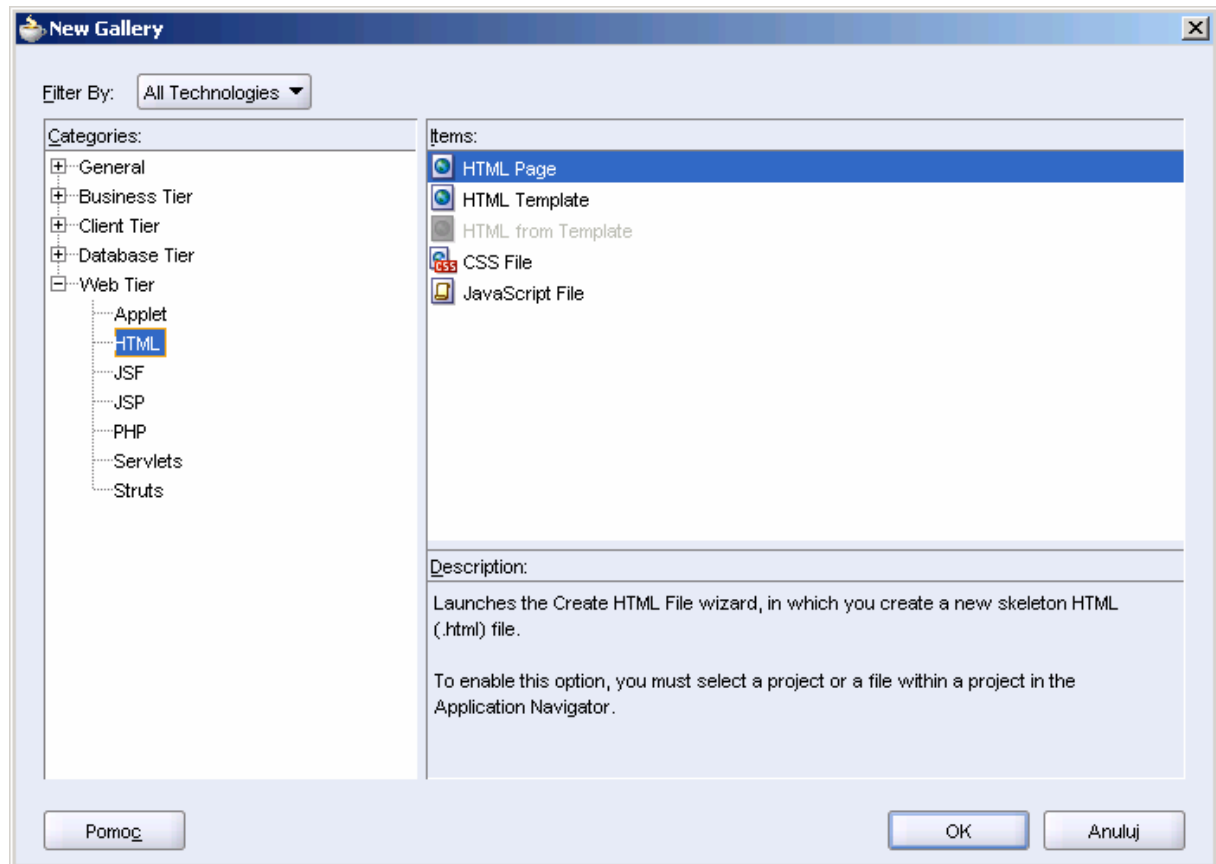 New Gallery
Filter By: All Technologies
Categories:
General
Business Tier
Client Tier
Database Tier
Web Tier
Applet
HTML
JSF
JSP
PHP
Servlets
Struts
Items:
HTML Page
HTML Template
HTML from Template
CSS File
JavaScript File
Description:
Launches the Create HTML File wizard, in which you create a new skeleton HTML
(.html) file.
To enable this option, you must select a project or a file within a project in the
Application Navigator.
Pomoc
OK
Anuluj